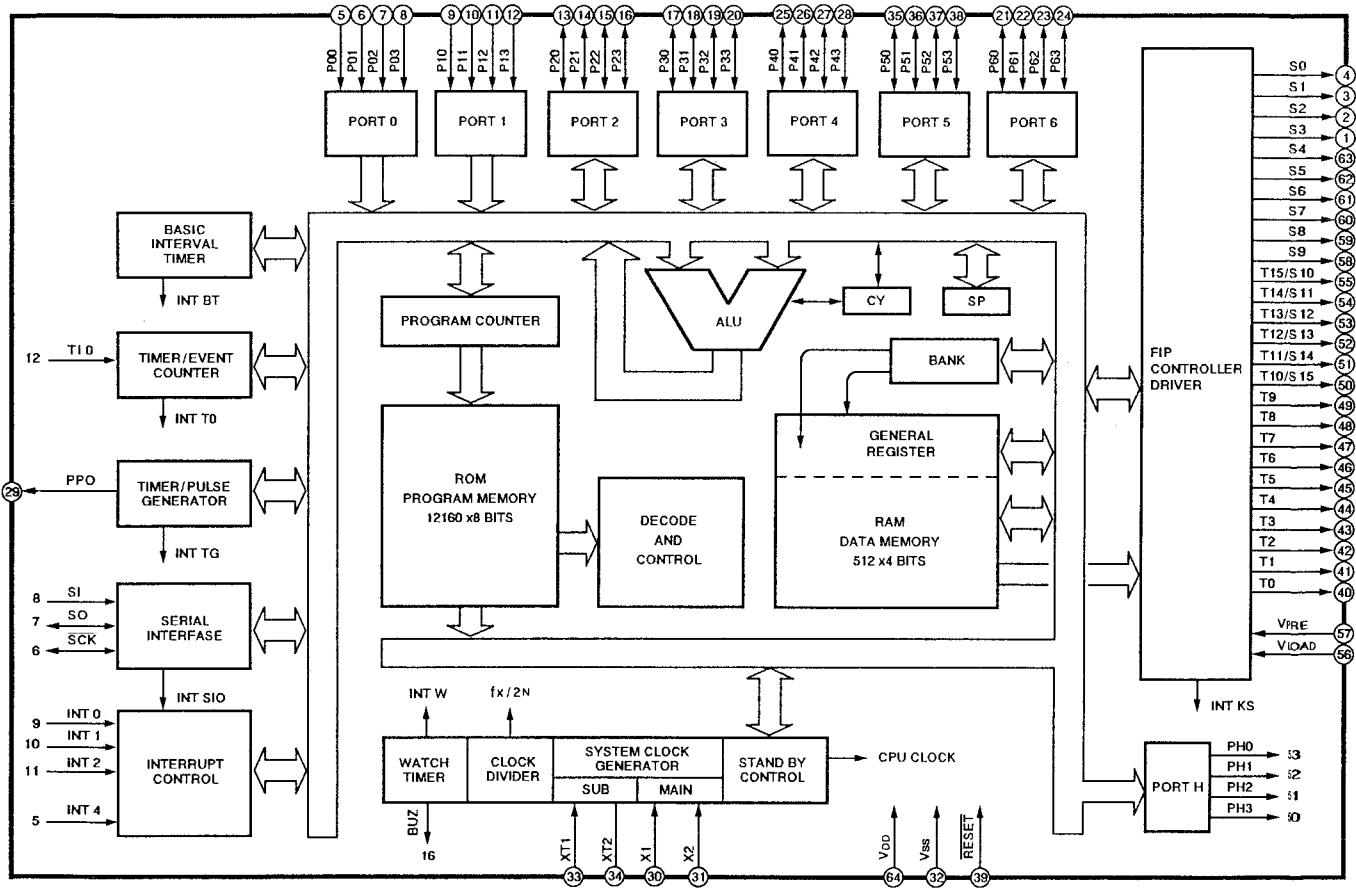 5 6 7 8 9 10 11 12 13 14 15 16 17 18 19 20 25 26 27 28 35 36 37 38 21 22 23 24
P00 P01 P02 P03 P10 P11 P12 P13 P20 P21 P22 P23 P30 P31 P32 P33 P40 P41 P42 P43 P50 P51 P52 P53 P60 P61 P62 P63
PORT 0 PORT 1 PORT 2 PORT 3 PORT 4 PORT 5 PORT 6
BASIC
INTERVAL
TIMER
INT BT
12 TI 0
TIMER/EVENT
COUNTER
INT T0
29 PPO
TIMER/PULSE
GENERATOR
INT TG
8 SI
7 SO
6 SCK
SERIAL
INTERFASE
INT SIO
9 INT 0
10 INT 1
11 INT 2
5 INT 4
INTERRUPT
CONTROL
PROGRAM COUNTER
ALU
CY
SP
BANK
ROM
PROGRAM MEMORY
12160 x8 BITS
DECODE
AND
CONTROL
GENERAL
REGISTER
RAM
DATA MEMORY
512 x4 BITS
INT W
fx/2N
WATCH
TIMER
CLOCK
DIVIDER
SYSTEM CLOCK
GENERATOR
SUB
MAIN
STAND BY
CONTROL
CPU CLOCK
BUZ
16
XT1 XT2 X1 X2
33 34 30 31
VDD VSS RESET
64 32 39
FIP
CONTROLLER
DRIVER
S0 4
S1 3
S2 2
S3 1
S4 63
S5 62
S6 61
S7 60
S8 59
S9 58
T15/S10 55
T14/S11 54
T13/S12 53
T12/S13 52
T11/S14 51
T10/S15 50
T9 49
T8 48
T7 47
T6 46
T5 45
T4 44
T3 43
T2 42
T1 41
T0 40
VPRE 57
VLOAD 56
INT KS
PORT H
PH0 53
PH1 52
PH2 51
PH3 50